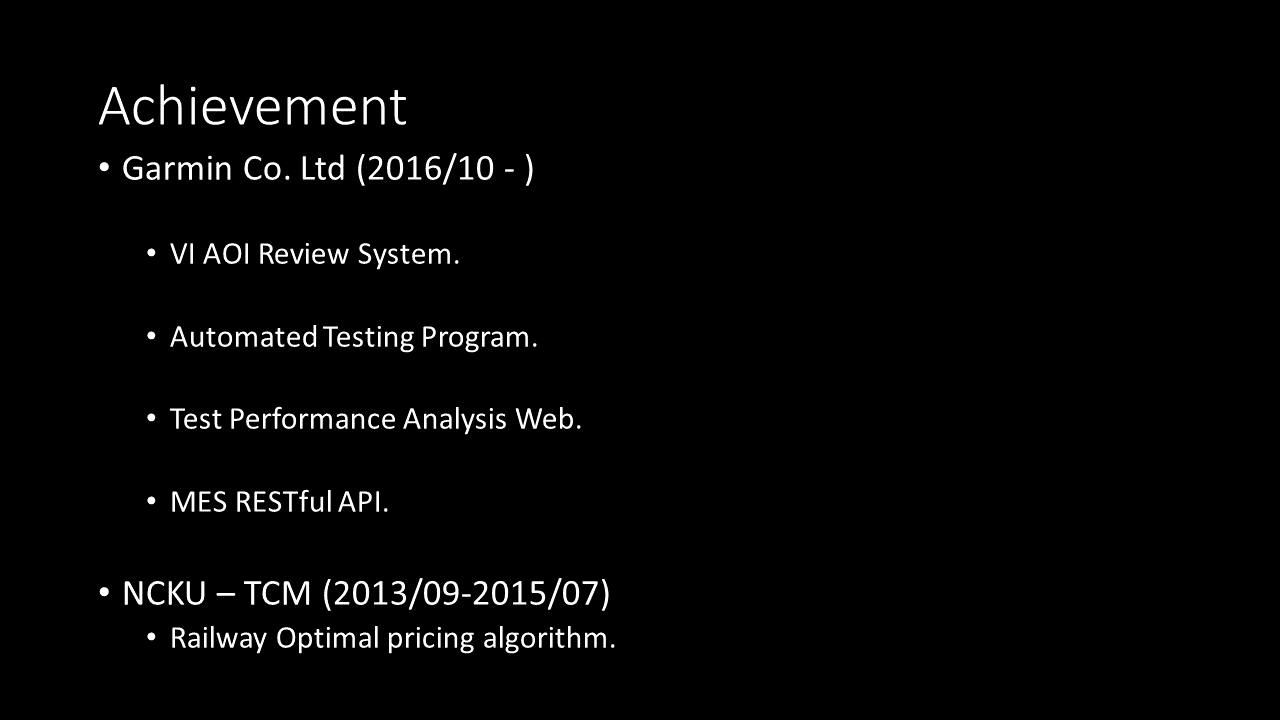 Achievement
• Garmin Co. Ltd (2016/10 - )
• VI AOI Review System.
• Automated Testing Program.
• Test Performance Analysis Web.
• MES RESTful API.
• NCKU – TCM (2013/09-2015/07)
• Railway Optimal pricing algorithm.